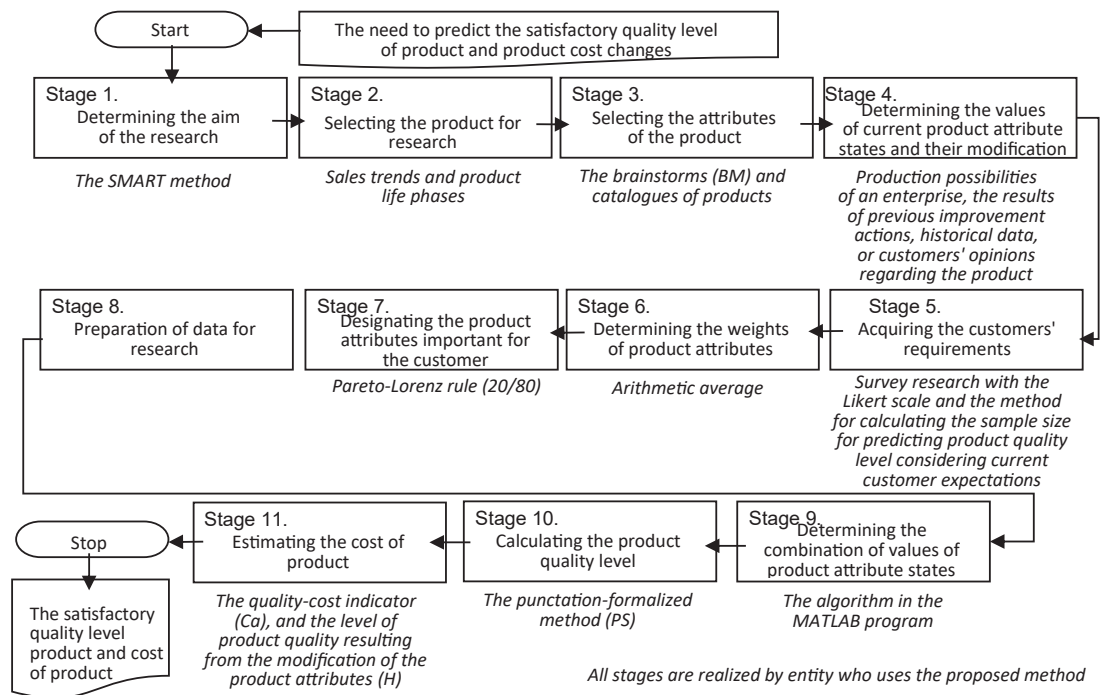 Start
The need to predict the satisfactory quality level
of product and product cost changes
Stage 1.
Determining the aim
of the research
The SMART method
Stage 2.
Selecting the product for
research
Sales trends and product
life phases
Stage 3.
Selecting the attributes
of the product
The brainstorms (BM) and
catalogues of products
Stage 4.
Determining the values
of current product attribute
states and their modification
Production possibilities
of an enterprise, the results
of previous improvement
actions, historical data,
or customers' opinions
regarding the product
Stage 5.
Acquiring the customers'
requirements
Survey research with the
Likert scale and the method
for calculating the sample size
for predicting product quality
level considering current
customer expectations
Stage 6.
Determining the weights
of product attributes
Arithmetic average
Stage 7.
Designating the product
attributes important for
the customer
Pareto-Lorenz rule (20/80)
Stage 8.
Preparation of data for
research
Stage 9.
Determining the
combination of values of
product attribute states
The algorithm in the
MATLAB program
Stage 10.
Calculating the product
quality level
The punctation-formalized
method (PS)
Stage 11.
Estimating the cost of
product
The quality-cost indicator
(Ca), and the level of
product quality resulting
from the modification of the
product attributes (H)
Stop
The satisfactory
quality level
product and cost
of product
All stages are realized by entity who uses the proposed method